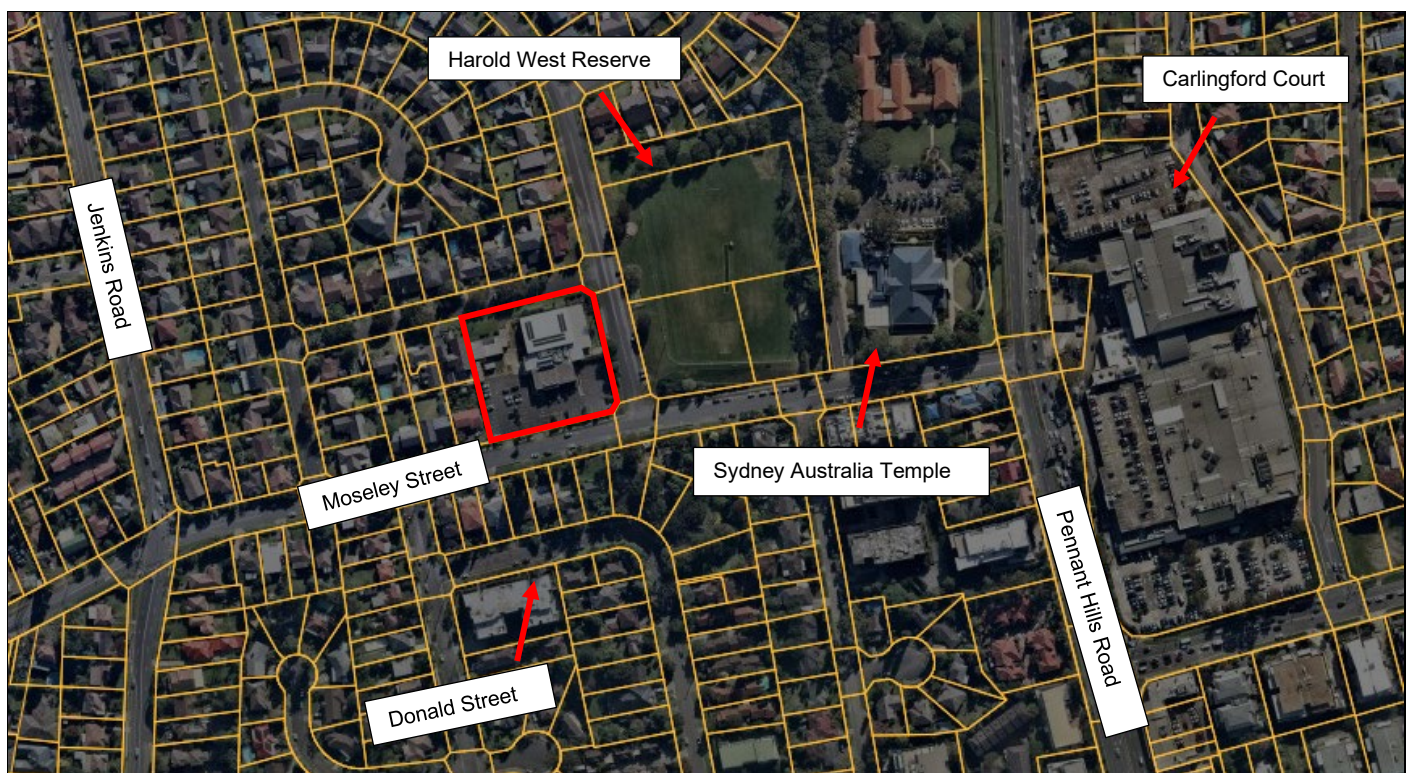 Harold West Reserve
Carlingford Court
Jenkins Road
Moseley Street
Sydney Australia Temple
Pennant Hills Road
Donald Street